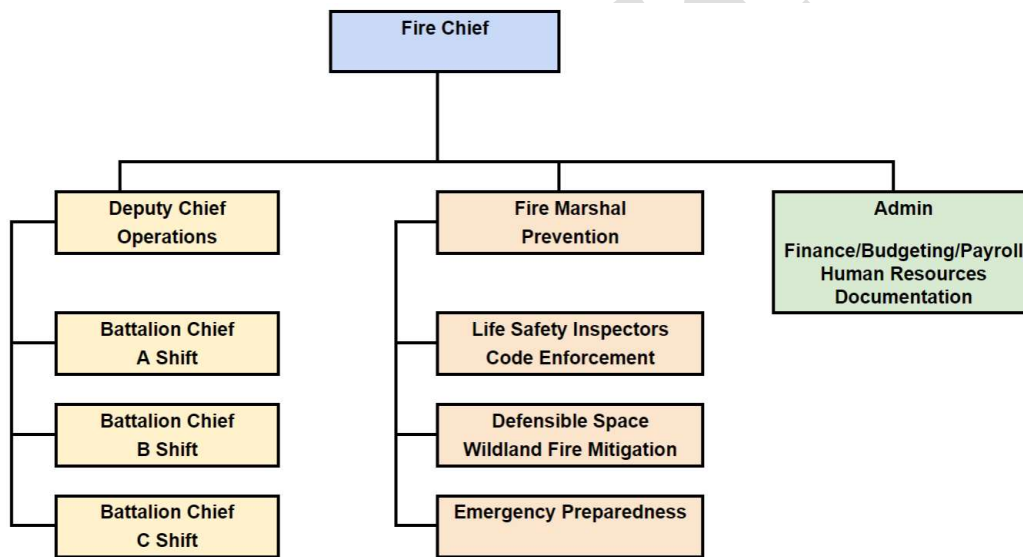 Fire Chief
Deputy Chief
Operations
Fire Marshal
Prevention
Admin
Finance/Budgeting/Payroll
Human Resources
Documentation
Battalion Chief
A Shift
Life Safety Inspectors
Code Enforcement
Battalion Chief
B Shift
Defensible Space
Wildland Fire Mitigation
Battalion Chief
C Shift
Emergency Preparedness